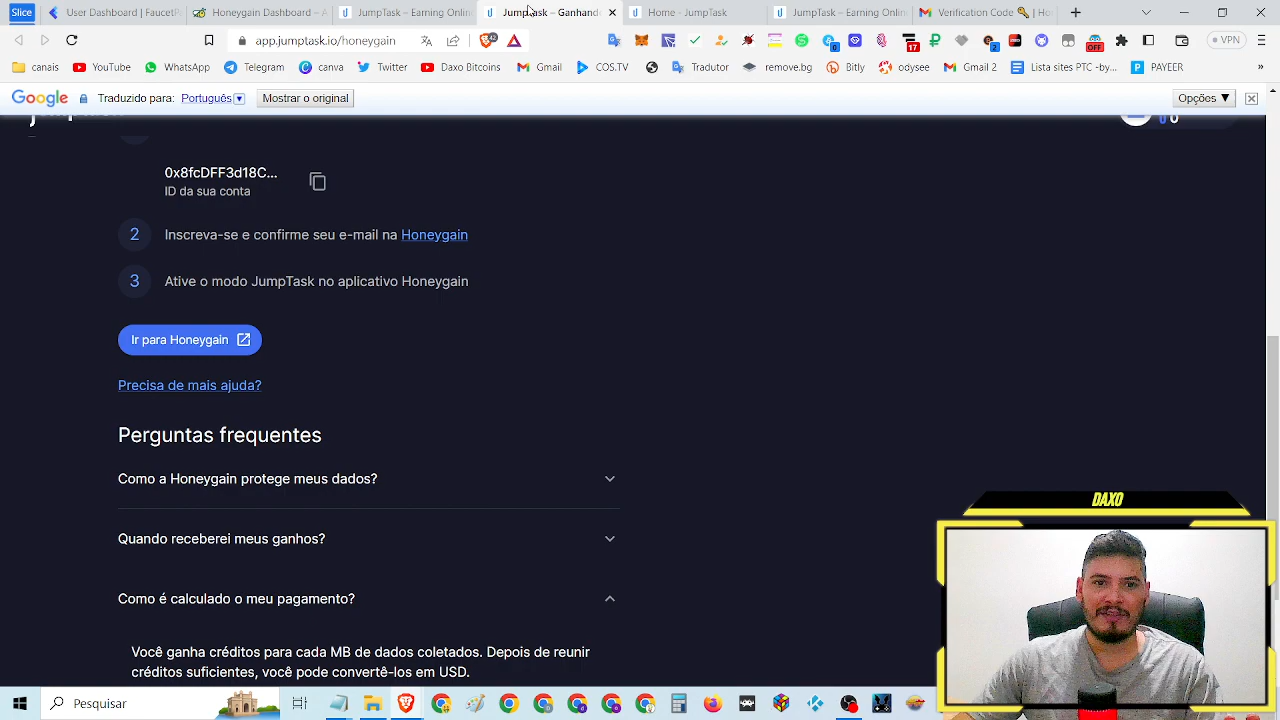 Slice
User Dashboard | FaucetP
Honeygain Dashboard – A
JumpTask – Earning Onlin
JumpTask – Ganhand
Home - JumpTask
JumpTask – Earning Onlin
Verification Code 🔑 | Ho
app.jumptask.io/honeygain
42
17
2
OFF
VPN
canais
YouTube
WhatsApp
Telegram
canva
Twitter
Daxo Bitcoins
Gmail
COS.TV
Tradutor
remove.bg
Bitly
odysee
Gmail 2
Lista sites PTC -by...
PAYEER
»
Google
Traduzido para: Português
Mostrar o original
Opções ▼
0x8fcDFF3d18C...
ID da sua conta
2 Inscreva-se e confirme seu e-mail na Honeygain
3 Ative o modo JumpTask no aplicativo Honeygain
Ir para Honeygain
Precisa de mais ajuda?
Perguntas frequentes
Como a Honeygain protege meus dados?
Quando receberei meus ganhos?
Como é calculado o meu pagamento?
Você ganha créditos para cada MB de dados coletados. Depois de reunir
créditos suficientes, você pode convertê-los em USD.
DAXO
Pesquisar